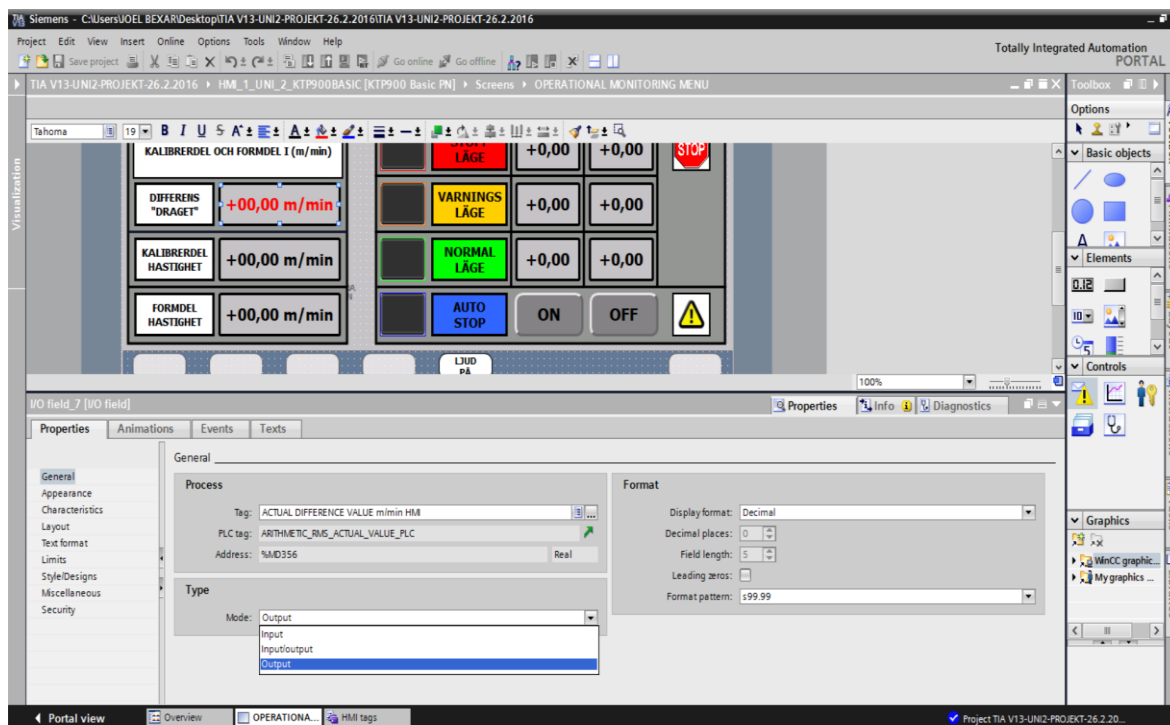 Siemens - C:\Users\JOEL BEXAR\Desktop\TIA V13-UNI2-PROJEKT-26.2.2016\TIA V13-UNI2-PROJEKT-26.2.2016
Project Edit View Insert Online Options Tools Window Help
Totally Integrated Automation
PORTAL
Save project Go online Go offline
TIA V13-UNI2-PROJEKT-26.2.2016 HMI_1_UNI_2_KTP900BASIC [KTP900 Basic PN] Screens OPERATIONAL MONITORING MENU
Toolbox
Options
Tahoma 19 B I U S A
Visualization
KALIBRERDEL OCH FORMDEL I (m/min)
LÄGE +0,00 +0,00 STOP
DIFFERENS
"DRAGET" +00,00 m/min
VARNINGS
LÄGE +0,00 +0,00
KALIBRERDEL
HASTIGHET +00,00 m/min
NORMAL
LÄGE +0,00 +0,00
FORMDEL
HASTIGHET +00,00 m/min
AUTO
STOP ON OFF
LJUD
PÅ
100%
Basic objects
A
Elements
0.12
10
5
Controls
Graphics
WinCC graphic...
My graphics ...
I/O field_7 [I/O field]
Properties Info Diagnostics
Properties Animations Events Texts
General
Appearance
Characteristics
Layout
Text format
Limits
Style/Designs
Miscellaneous
Security
General
Process
Tag: ACTUAL DIFFERENCE VALUE m/min HMI ...
PLC tag: ARITHMETIC_RMS_ACTUAL_VALUE_PLC
Address: %MD356 Real
Type
Mode: Output
Input
Input/output
Output
Format
Display format: Decimal
Decimal places: 0
Field length: 5
Leading zeros:
Format pattern: s99.99
Portal view Overview OPERATIONA... HMI tags
Project TIA V13-UNI2-PROJEKT-26.2.20...